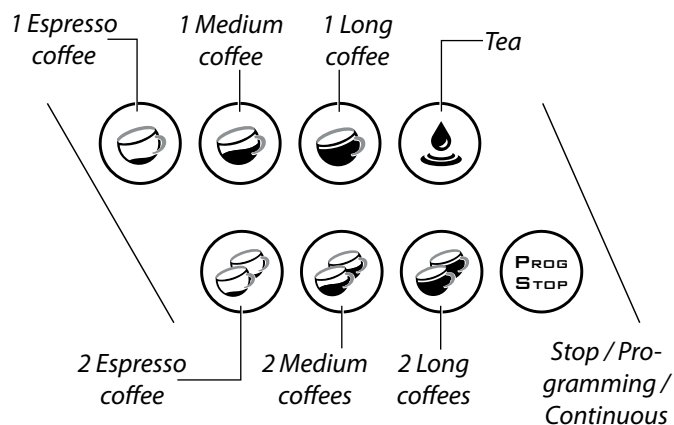 1 Espresso
coffee
1 Medium
coffee
1 Long
coffee
Tea
PROG
STOP
2 Espresso
coffee
2 Medium
coffees
2 Long
coffees
Stop / Pro-
gramming /
Continuous